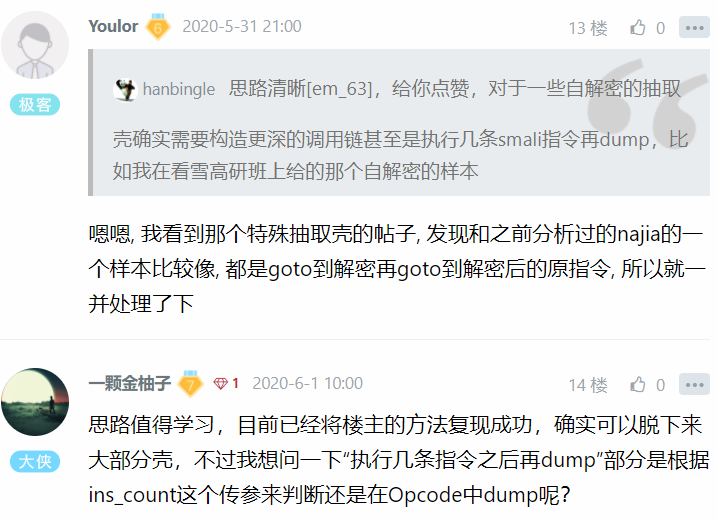 Youlor 6 2020-5-31 21:00 13 楼 0
极客
hanbingle 思路清晰[em_63]，给你点赞，对于一些自解密的抽取
壳确实需要构造更深的调用链甚至是执行几条smali指令再dump，比
如我在看雪高研班上给的那个自解密的样本
嗯嗯, 我看到那个特殊抽取壳的帖子, 发现和之前分析过的najia的一
个样本比较像, 都是goto到解密再goto到解密后的原指令, 所以就一
并处理了下
一颗金柚子 7 1 2020-6-1 10:00 14 楼 0
大侠
思路值得学习，目前已经将楼主的方法复现成功，确实可以脱下来
大部分壳，不过我想问一下“执行几条指令之后再dump”部分是根据
ins_count这个传参来判断还是在Opcode中dump呢?